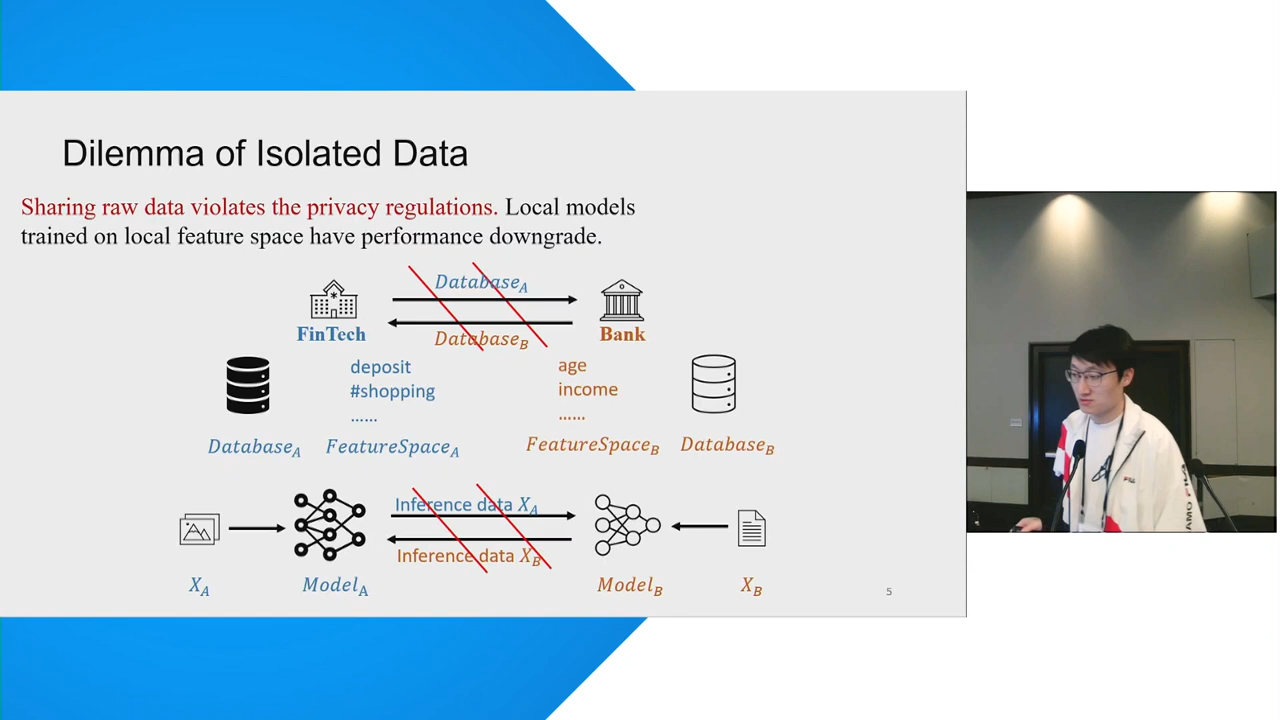 Dilemma of Isolated Data
Sharing raw data violates the privacy regulations. Local models
trained on local feature space have performance downgrade.
Database_A
FinTech
Database_B
Bank
deposit
#shopping
......
age
income
......
Database_A
FeatureSpace_A
FeatureSpace_B
Database_B
Inference data X_A
Inference data X_B
X_A
Model_A
Model_B
X_B
5
FILA